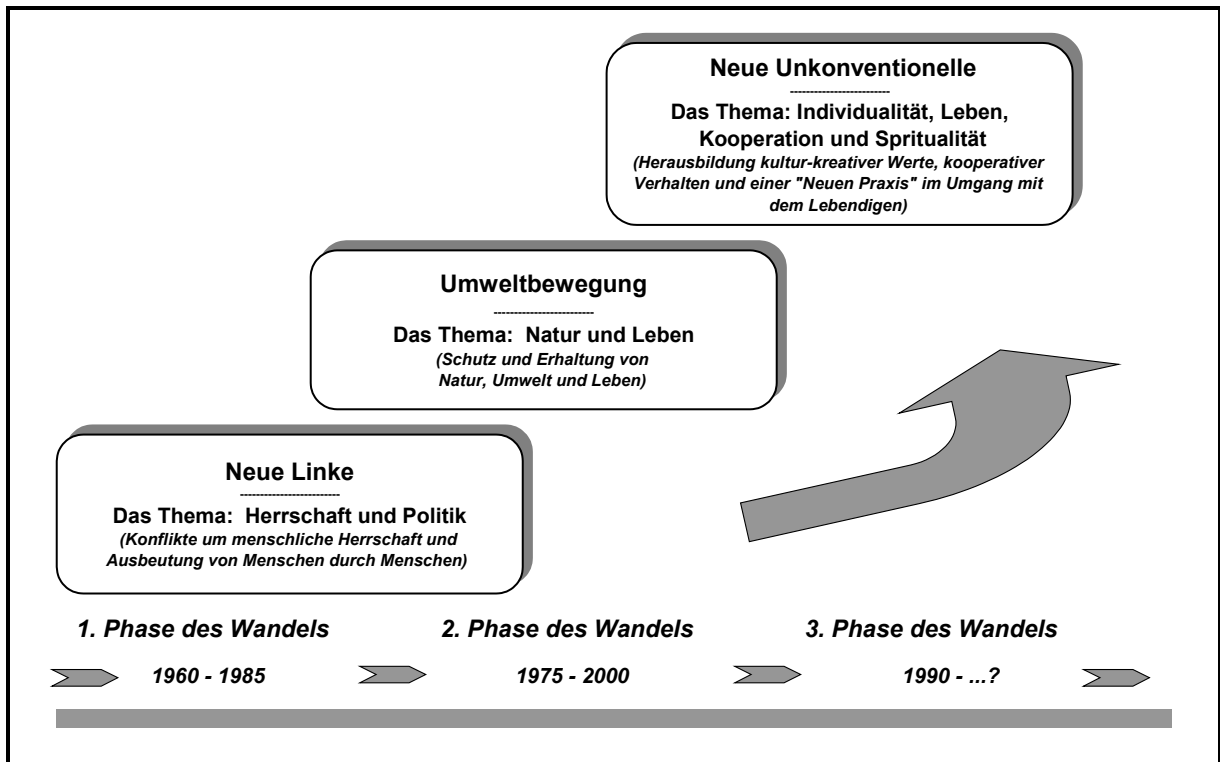 Neue Unkonventionelle
-------------------------
Das Thema: Individualität, Leben,
Kooperation und Spritualität
(Herausbildung kultur-kreativer Werte, kooperativer
Verhalten und einer "Neuen Praxis" im Umgang mit
dem Lebendigen)
Umweltbewegung
-------------------------
Das Thema:  Natur und Leben
(Schutz und Erhaltung von
Natur, Umwelt und Leben)
Neue Linke
-------------------------
Das Thema:  Herrschaft und Politik
(Konflikte um menschliche Herrschaft und
Ausbeutung von Menschen durch Menschen)
1. Phase des Wandels 2. Phase des Wandels 3. Phase des Wandels
1960 - 1985 1975 - 2000 1990 - ...?